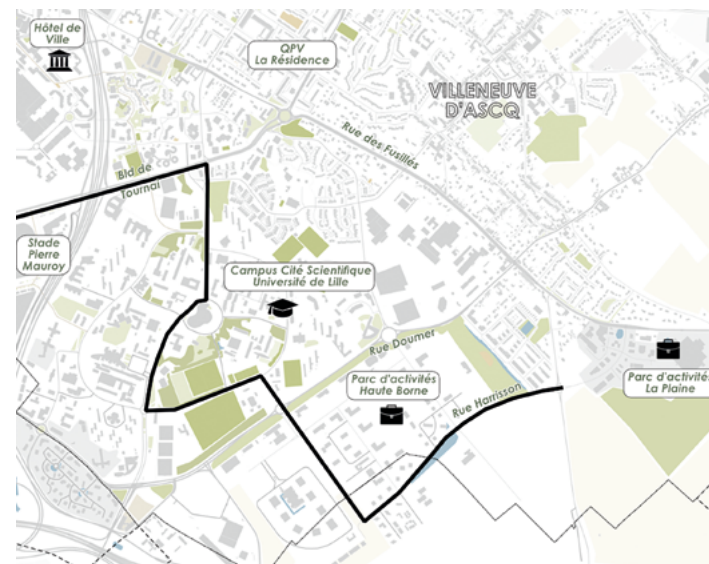 Hôtel de
Ville
QPV
La Résidence
VILLENEUVE
D'ASCQ
Rue des Fusillés
Bld de
Tournai
Stade
Pierre
Mauroy
Campus Cité Scientifique
Université de Lille
Rue Doumer
Parc d'activités
Haute Borne
Rue Harrisson
Parc d'activités
La Plaine